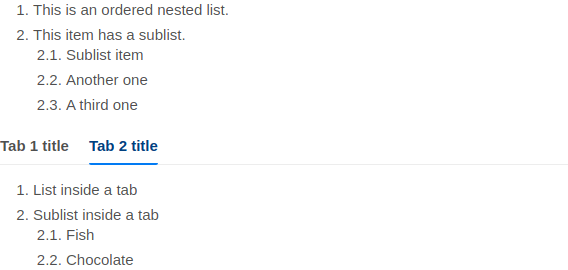 1. This is an ordered nested list.
2. This item has a sublist.
2.1. Sublist item
2.2. Another one
2.3. A third one
Tab 1 title Tab 2 title
1. List inside a tab
2. Sublist inside a tab
2.1. Fish
2.2. Chocolate